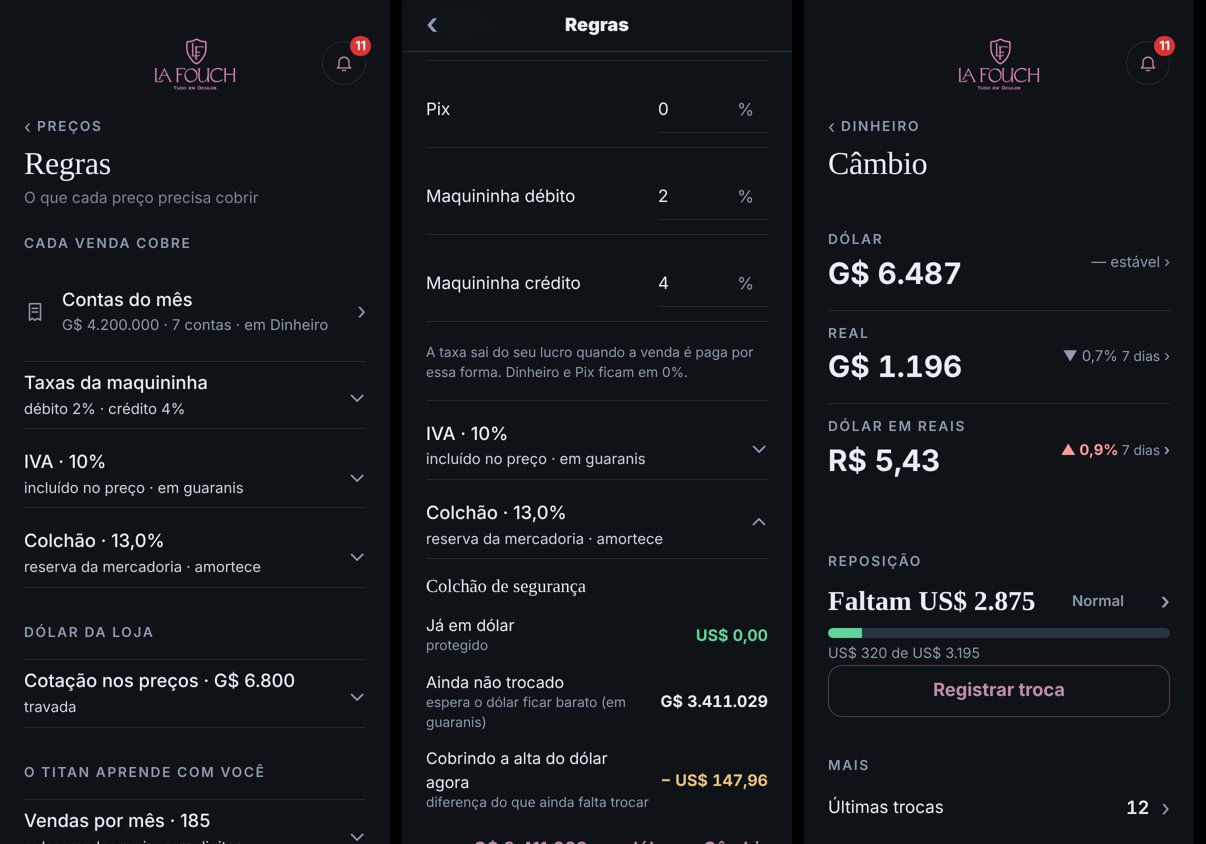 LF
LA FOUCH
TUDO EM ÓCULOS
11
‹ PREÇOS
Regras
O que cada preço precisa cobrir
CADA VENDA COBRE
Contas do mês
G$ 4.200.000 · 7 contas · em Dinheiro
Taxas da maquininha
débito 2% · crédito 4%
IVA · 10%
incluído no preço · em guaranis
Colchão · 13,0%
reserva da mercadoria · amortece
DÓLAR DA LOJA
Cotação nos preços · G$ 6.800
travada
O TITAN APRENDE COM VOCÊ
Vendas por mês · 185
Regras
Pix 0 %
Maquininha débito 2 %
Maquininha crédito 4 %
A taxa sai do seu lucro quando a venda é paga por
essa forma. Dinheiro e Pix ficam em 0%.
IVA · 10%
incluído no preço · em guaranis
Colchão · 13,0%
reserva da mercadoria · amortece
Colchão de segurança
Já em dólar
protegido
US$ 0,00
Ainda não trocado
espera o dólar ficar barato (em
guaranis)
G$ 3.411.029
Cobrindo a alta do dólar
agora
diferença do que ainda falta trocar
− US$ 147,96
LF
LA FOUCH
TUDO EM ÓCULOS
11
‹ DINHEIRO
Câmbio
DÓLAR
G$ 6.487
— estável ›
REAL
G$ 1.196
▼ 0,7% 7 dias ›
DÓLAR EM REAIS
R$ 5,43
▲ 0,9% 7 dias ›
REPOSIÇÃO
Faltam US$ 2.875
Normal
US$ 320 de US$ 3.195
Registrar troca
MAIS
Últimas trocas
12